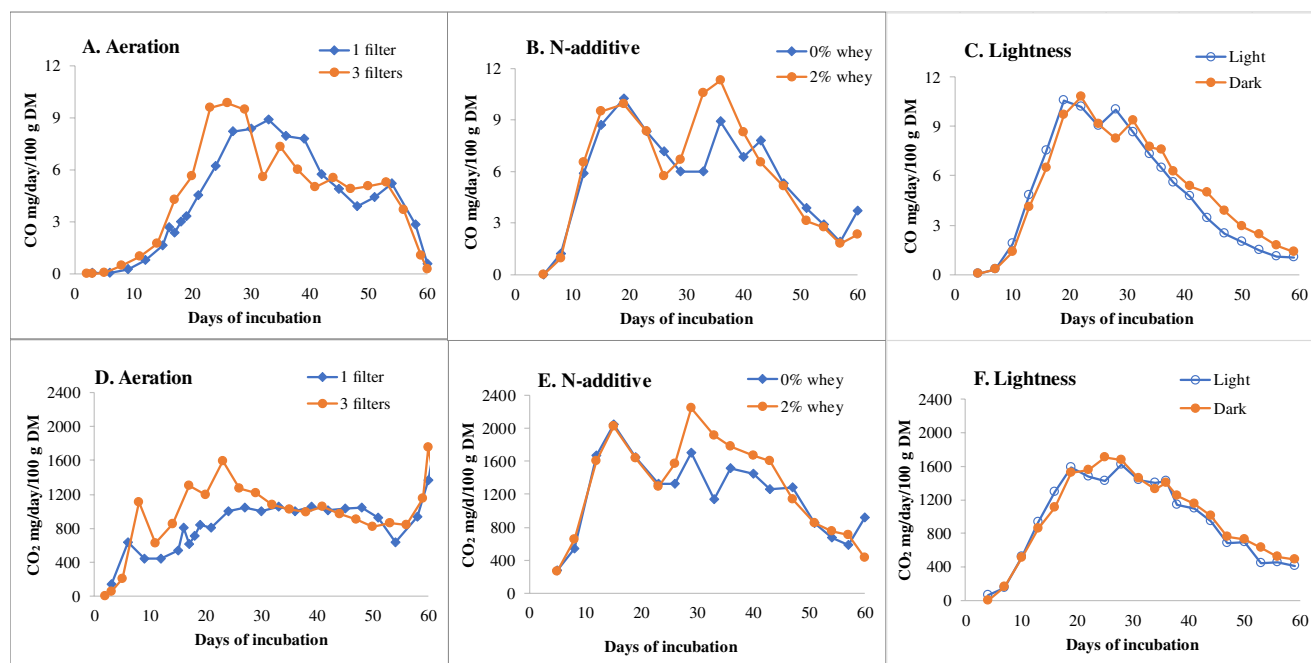 A. Aeration
1 filter
3 filters
CO mg/day/100 g DM
12
9
6
3
0
0 10 20 30 40 50 60
Days of incubation
B. N-additive
0% whey
2% whey
12
9
6
3
0
0 10 20 30 40 50 60
Days of incubation
C. Lightness
Light
Dark
CO mg/day/100 g DM
12
9
6
3
0
0 10 20 30 40 50 60
Days of incubation
D. Aeration
1 filter
3 filters
CO₂ mg/day/100 g DM
2400
2000
1600
1200
800
400
0
0 10 20 30 40 50 60
Days of incubation
E. N-additive
0% whey
2% whey
CO₂ mg/d/100 g DM
2400
2000
1600
1200
800
400
0
0 10 20 30 40 50 60
Days of incubation
F. Lightness
Light
Dark
CO₂ mg/day/100 g DM
2400
2000
1600
1200
800
400
0
0 10 20 30 40 50 60
Days of incubation